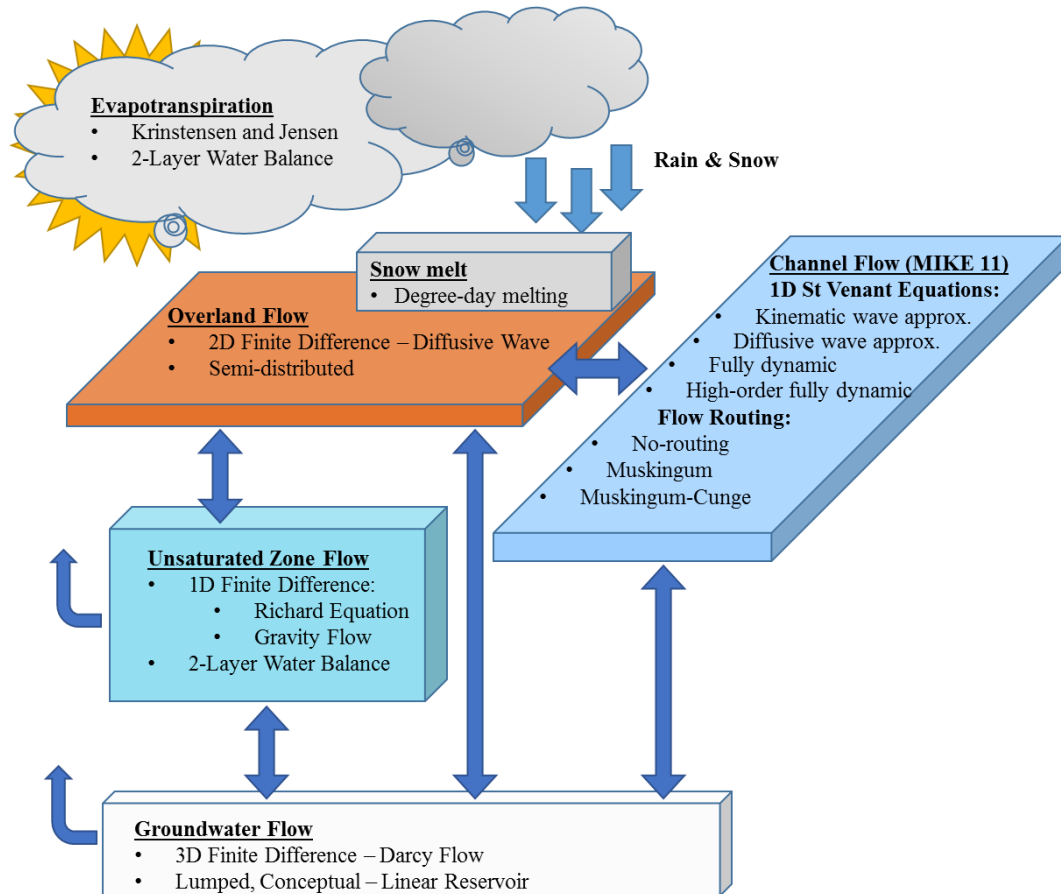 Evapotranspiration
• Krinstensen and Jensen
• 2-Layer Water Balance
Rain & Snow
Snow melt
• Degree-day melting
Overland Flow
• 2D Finite Difference – Diffusive Wave
• Semi-distributed
Channel Flow (MIKE 11)
1D St Venant Equations:
• Kinematic wave approx.
• Diffusive wave approx.
• Fully dynamic
• High-order fully dynamic
Flow Routing:
• No-routing
• Muskingum
• Muskingum-Cunge
Unsaturated Zone Flow
• 1D Finite Difference:
• Richard Equation
• Gravity Flow
• 2-Layer Water Balance
Groundwater Flow
• 3D Finite Difference – Darcy Flow
• Lumped, Conceptual – Linear Reservoir